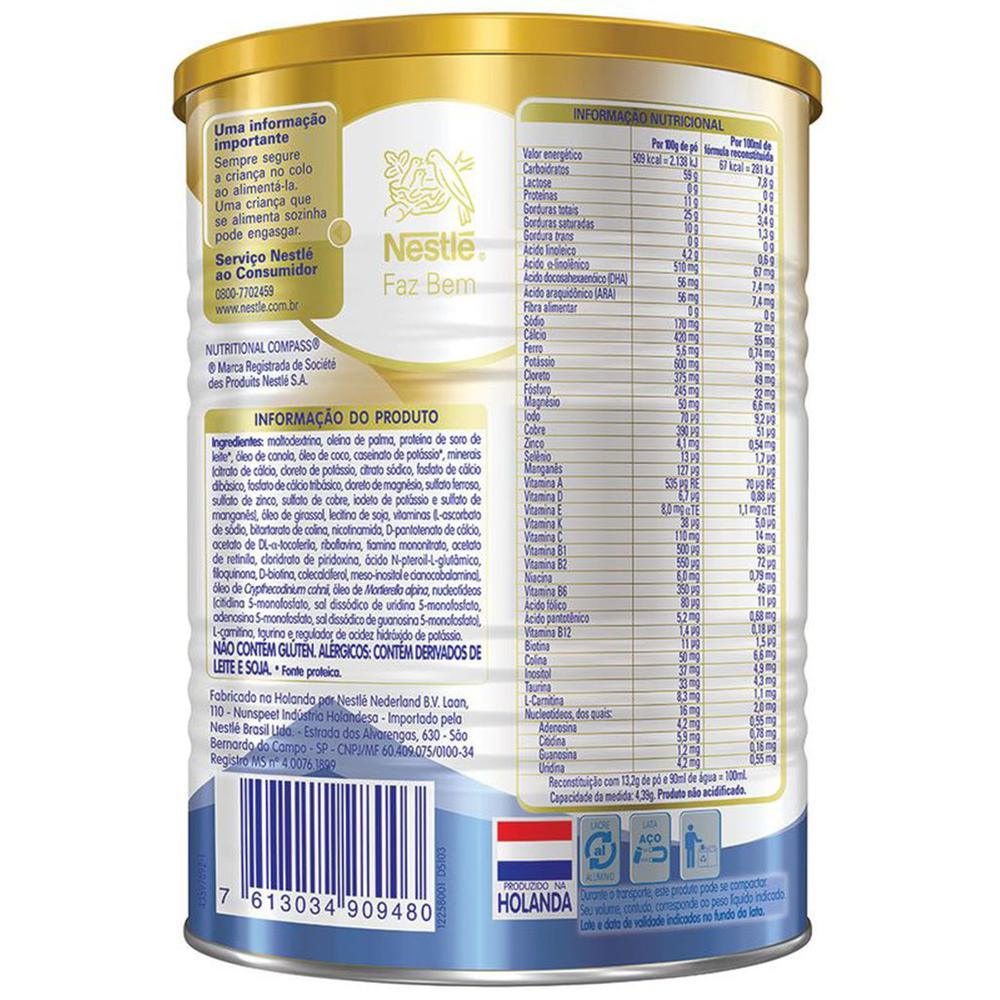 Uma informação
importante
Sempre segure
a criança no colo
ao alimentá-la.
Uma criança que
se alimenta sozinha
pode engasgar.
Serviço Nestlé
ao Consumidor
0800-7702459
www.nestle.com.br
Nestlé®
Faz Bem
NUTRITIONAL COMPASS®
® Marca Registrada de Société
des Produits Nestlé S.A.
INFORMAÇÃO DO PRODUTO
Ingredientes: maltodextrina, oleína de palma, proteína de soro de
leite*, óleo de canola, óleo de coco, caseinato de potássio*, minerais
(citrato de cálcio, cloreto de potássio, citrato sódico, fosfato de cálcio
dibásico, fosfato de cálcio tribásico, cloreto de magnésio, sulfato ferroso,
sulfato de zinco, sulfato de cobre, iodeto de potássio e sulfato de
manganês), óleo de girassol, lecitina de soja, vitaminas (L-ascorbato
de sódio, bitartarato de colina, nicotinamida, D-pantotenato de cálcio,
acetato de DL-α-tocoferila, riboflavina, tiamina mononitrato, acetato
de retinila, cloridrato de piridoxina, ácido N-pteroil-L-glutâmico,
filoquinona, D-biotina, colecalciferol, meso-inositol e cianocobalamina),
óleo de Crypthecodinium cohnii, óleo de Mortierella alpina, nucleotídeos
(citidina 5-monofosfato, sal dissódico de uridina 5-monofosfato,
adenosina 5-monofosfato, sal dissódico de guanosina 5-monofosfato),
L-carnitina, taurina e regulador de acidez hidróxido de potássio.
NÃO CONTÉM GLÚTEN. ALÉRGICOS: CONTÉM DERIVADOS DE
LEITE E SOJA. * Fonte proteica.
Fabricado na Holanda por Nestlé Nederland B.V. Laan,
110 - Nunspeet Indústria Holandesa - Importado pela
Nestlé Brasil Ltda. - Estrada dos Alvarengas, 630 - São
Bernardo do Campo - SP - CNPJ/MF 60.409.075/0100-34
Registro MS nº 4.0076.1899
7 613034 909480
12258001 D5103
INFORMAÇÃO NUTRICIONAL
Por 100g de pó Por 100ml de
fórmula reconstituída
Valor energético 509 kcal = 2.138 kJ 67 kcal = 281 kJ
Carboidratos 59 g 7,8 g
Lactose 0 g 0 g
Proteínas 11 g 1,4 g
Gorduras totais 25 g 3,4 g
Gorduras saturadas 10 g 1,3 g
Gordura trans 0 g 0 g
Ácido linoleico 4,2 g 0,6 g
Ácido α-linolênico 510 mg 67 mg
Ácido docosahexaenóico (DHA) 56 mg 7,4 mg
Ácido araquidônico (ARA) 56 mg 7,4 mg
Fibra alimentar 0 g 0 g
Sódio 170 mg 22 mg
Cálcio 420 mg 55 mg
Ferro 5,6 mg 0,74 mg
Potássio 600 mg 79 mg
Cloreto 375 mg 49 mg
Fósforo 245 mg 32 mg
Magnésio 50 mg 6,6 mg
Iodo 70 µg 9,2 µg
Cobre 390 µg 51 µg
Zinco 4,1 mg 0,54 mg
Selênio 13 µg 1,7 µg
Manganês 127 µg 17 µg
Vitamina A 535 µg RE 70 µg RE
Vitamina D 6,7 µg 0,88 µg
Vitamina E 8,0 mg αTE 1,1 mg αTE
Vitamina K 38 µg 5,0 µg
Vitamina C 110 mg 14 mg
Vitamina B1 500 µg 66 µg
Vitamina B2 550 µg 72 µg
Niacina 6,0 mg 0,79 mg
Vitamina B6 350 µg 46 µg
Ácido fólico 80 µg 11 µg
Ácido pantotênico 5,2 mg 0,68 mg
Vitamina B12 1,4 µg 0,18 µg
Biotina 11 µg 1,5 µg
Colina 50 mg 6,6 mg
Inositol 37 mg 4,9 mg
Taurina 33 mg 4,3 mg
L-Carnitina 8,3 mg 1,1 mg
Nucleotídeos, dos quais: 16 mg 2,0 mg
Adenosina 4,2 mg 0,55 mg
Citidina 5,9 mg 0,78 mg
Guanosina 1,2 mg 0,16 mg
Uridina 4,2 mg 0,55 mg
Reconstituição com 13,2g de pó e 90ml de água = 100ml.
Capacidade da medida: 4,39g. Produto não acidificado.
PRODUZIDO NA
HOLANDA
LACRE
al
ALUMÍNIO
LATA
AÇO
Durante o transporte, este produto pode se compactar.
Seu volume, contudo, corresponde ao peso líquido indicado.
Lote e data de validade indicados no fundo da lata.